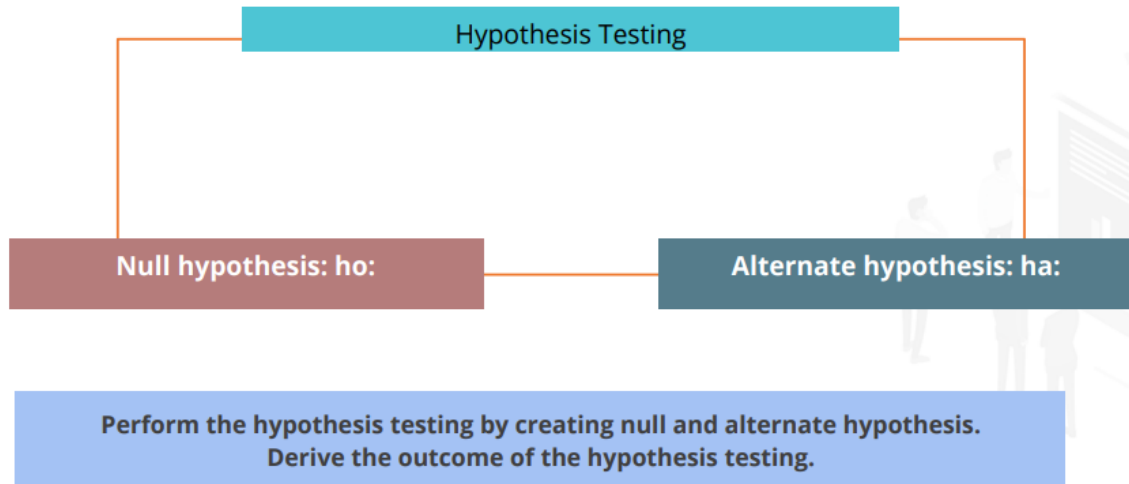 Hypothesis Testing
Null hypothesis: ho:
Alternate hypothesis: ha:
Perform the hypothesis testing by creating null and alternate hypothesis.
Derive the outcome of the hypothesis testing.